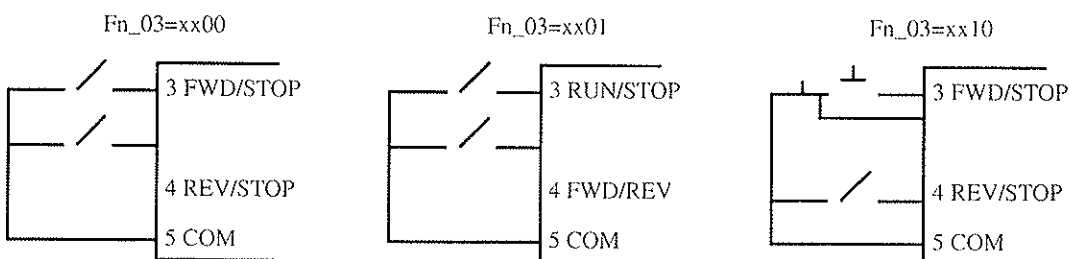 Fn_03=xx00 Fn_03=xx01 Fn_03=xx10
3 FWD/STOP 3 RUN/STOP 3 FWD/STOP
4 REV/STOP 4 FWD/REV 4 REV/STOP
5 COM 5 COM 5 COM